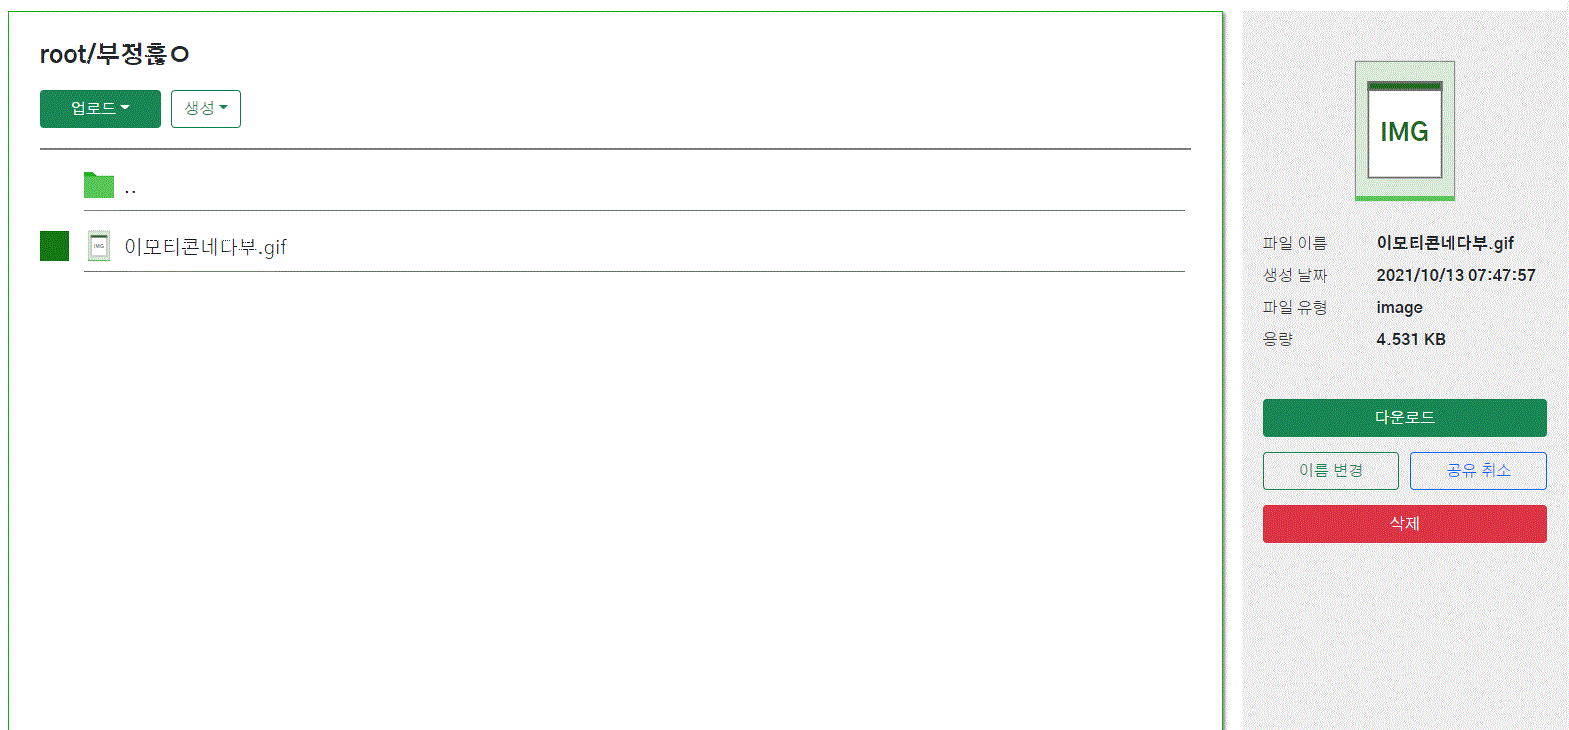 root/부정훓ㅇ
업로드 생성
..
IMG 이모티콘네다부.gif
IMG
파일 이름 이모티콘네다부.gif
생성 날짜 2021/10/13 07:47:57
파일 유형 image
용량 4.531 KB
다운로드
이름 변경 공유 취소
삭제